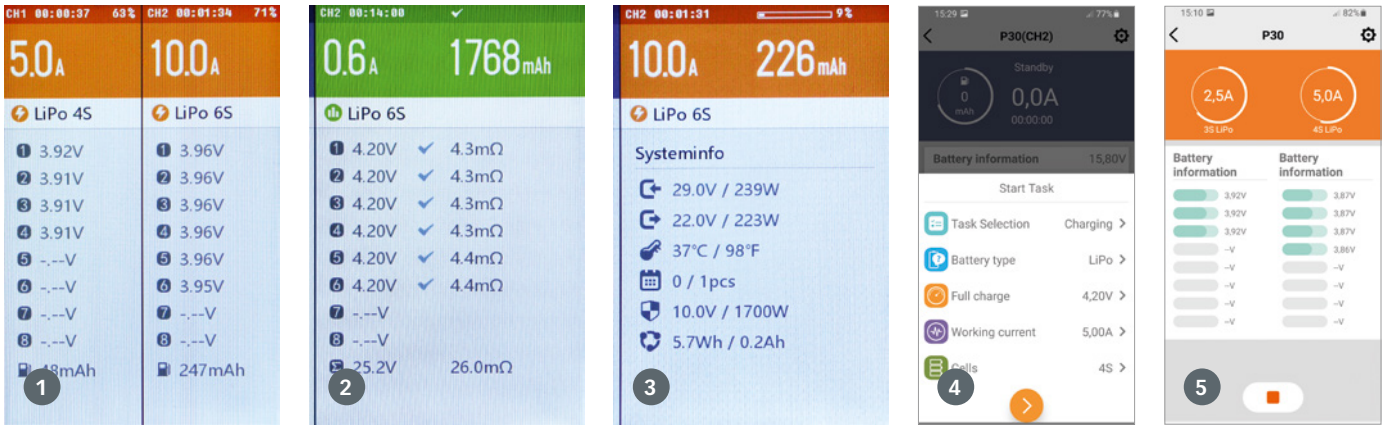 CH1 00:00:37 63% CH2 00:01:34 71%
5.0A 10.0A
LiPo 4S LiPo 6S
1 3.92V 1 3.96V
2 3.91V 2 3.96V
3 3.91V 3 3.96V
4 3.91V 4 3.96V
5 -.--V 5 3.96V
6 -.--V 6 3.95V
7 -.--V 7 -.--V
8 -.--V 8 -.--V
48mAh 247mAh
1
CH2 00:14:00
0.6A 1768mAh
LiPo 6S
1 4.20V 4.3mΩ
2 4.20V 4.3mΩ
3 4.20V 4.3mΩ
4 4.20V 4.3mΩ
5 4.20V 4.4mΩ
6 4.20V 4.4mΩ
7 -.--V
8 -.--V
Σ 25.2V 26.0mΩ
2
CH2 00:01:31 9%
10.0A 226mAh
LiPo 6S
Systeminfo
29.0V / 239W
22.0V / 223W
37°C / 98°F
0 / 1pcs
10.0V / 1700W
5.7Wh / 0.2Ah
3
15:29 77%
P30(CH2)
Standby
0 mAh
0,0A
00:00:00
Battery information 15,80V
Start Task
Task Selection Charging >
Battery type LiPo >
Full charge 4,20V >
Working current 5,00A >
Cells 4S >
4
15:10 82%
P30
2,5A 5,0A
3S LiPo 4S LiPo
Battery Battery
information information
3,92V 3,87V
3,92V 3,87V
3,92V 3,87V
--V 3,86V
--V --V
--V --V
--V --V
--V --V
5